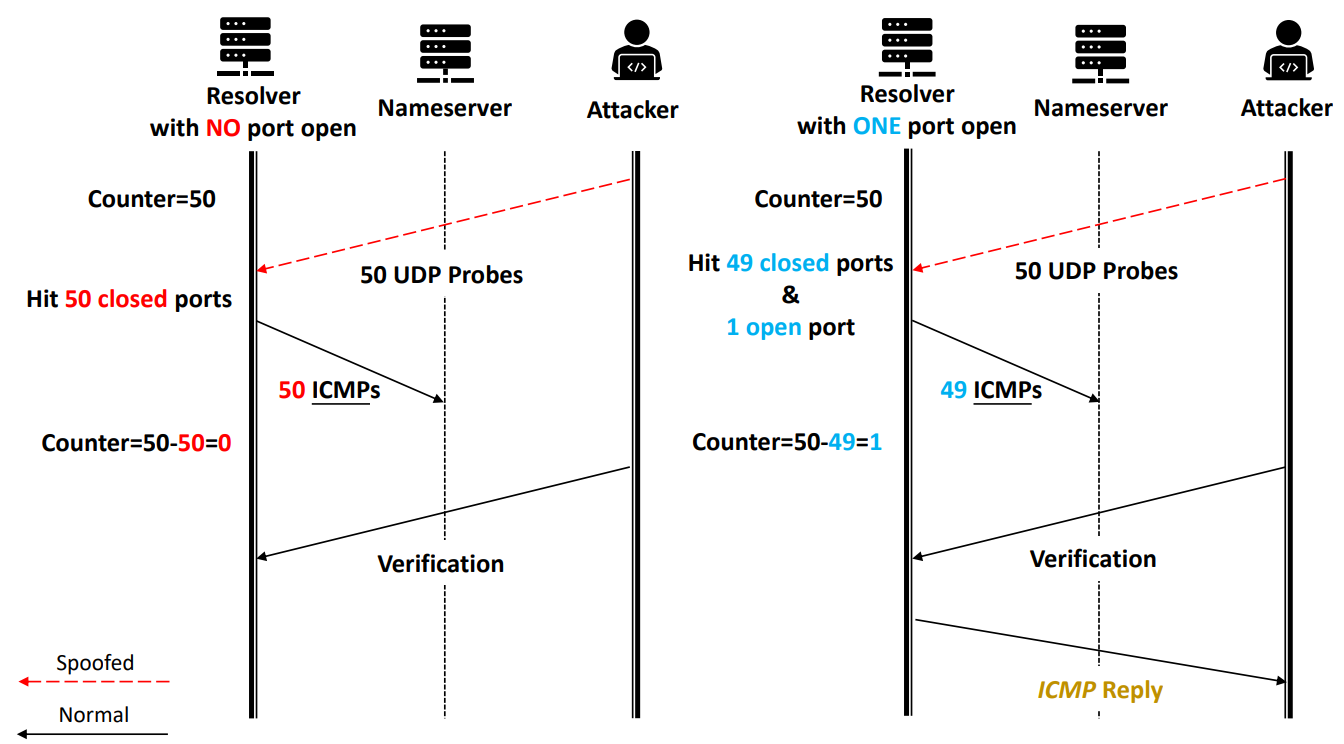 Resolver
with NO port open
Nameserver
Attacker
Counter=50
50 UDP Probes
Hit 50 closed ports
50 ICMPs
Counter=50-50=0
Verification
Spoofed
Normal
Resolver
with ONE port open
Nameserver
Attacker
Counter=50
Hit 49 closed ports
&
1 open port
50 UDP Probes
49 ICMPs
Counter=50-49=1
Verification
ICMP Reply